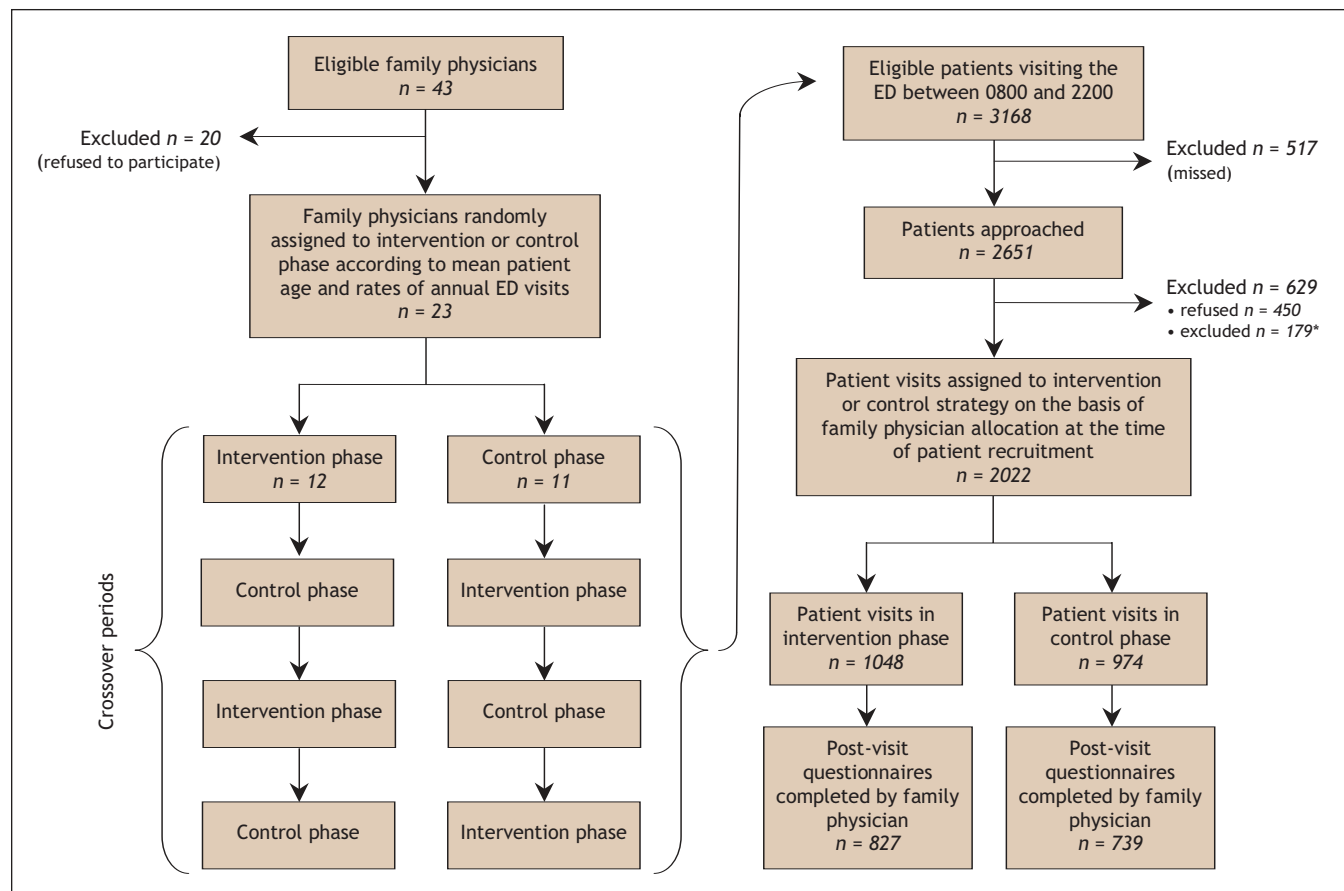 Eligible family physicians
n = 43
Excluded n = 20
(refused to participate)
Family physicians randomly
assigned to intervention or control
phase according to mean patient
age and rates of annual ED visits
n = 23
Crossover periods
Intervention phase
n = 12
Control phase
n = 11
Control phase
Intervention phase
Intervention phase
Control phase
Control phase
Intervention phase
Eligible patients visiting the
ED between 0800 and 2200
n = 3168
Excluded n = 517
(missed)
Patients approached
n = 2651
Excluded n = 629
• refused n = 450
• excluded n = 179*
Patient visits assigned to intervention
or control strategy on the basis of
family physician allocation at the time
of patient recruitment
n = 2022
Patient visits in
intervention phase
n = 1048
Patient visits in
control phase
n = 974
Post-visit
questionnaires
completed by family
physician
n = 827
Post-visit
questionnaires
completed by family
physician
n = 739